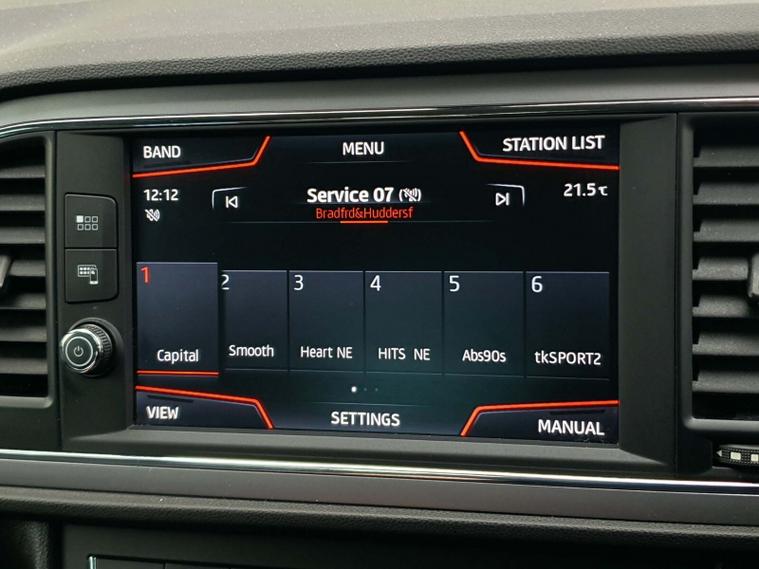 BAND
MENU
STATION LIST
12:12
Service 07
21.5 °C
Bradfrd&Huddersf
1
2
3
4
5
6
Capital
Smooth
Heart NE
HITS NE
Abs90s
tkSPORT2
VIEW
SETTINGS
MANUAL